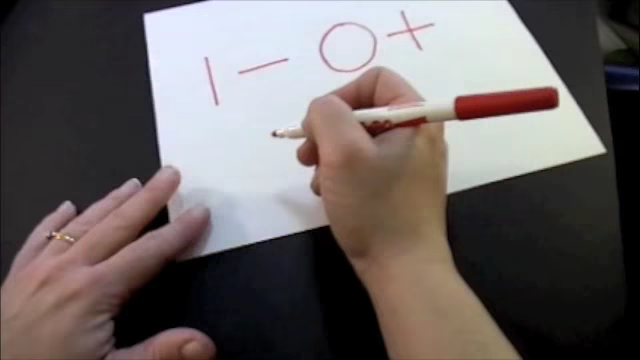 | — O +